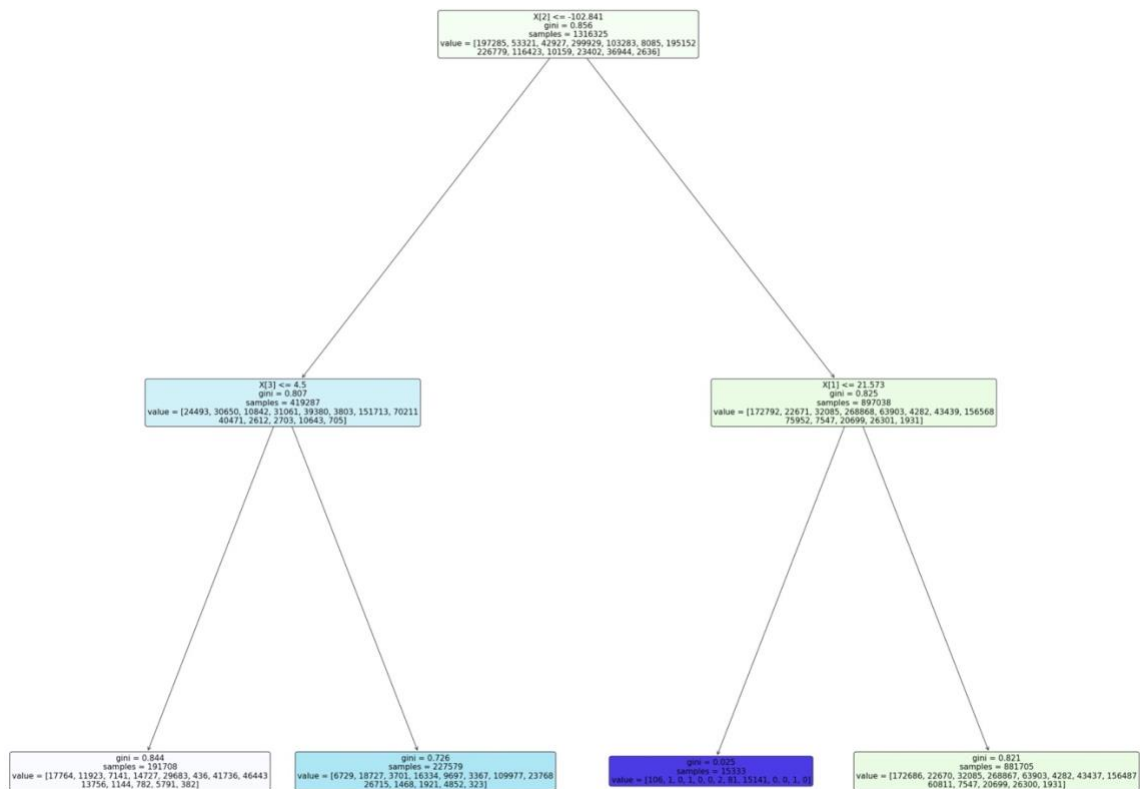 X[2] <= -102.841
gini = 0.856
samples = 1316325
value = [197285, 53321, 42927, 299929, 103283, 8085, 195152
226779, 116423, 10159, 23402, 36944, 2636]
X[3] <= 4.5
gini = 0.807
samples = 419287
value = [24493, 30650, 10842, 31061, 39380, 3803, 151713, 70211
40471, 2612, 2703, 10643, 705]
X[1] <= 21.573
gini = 0.825
samples = 897038
value = [172792, 22671, 32085, 268868, 63903, 4282, 43439, 156568
75952, 7547, 20699, 26301, 1931]
gini = 0.844
samples = 191708
value = [17764, 11923, 7141, 14727, 29683, 436, 41736, 46443
13756, 1144, 782, 5791, 382]
gini = 0.726
samples = 227579
value = [6729, 18727, 3701, 16334, 9697, 3367, 109977, 23768
26715, 1468, 1921, 4852, 323]
gini = 0.025
samples = 15333
value = [106, 1, 0, 1, 0, 0, 2, 81, 15141, 0, 0, 1, 0]
gini = 0.821
samples = 881705
value = [172686, 22670, 32085, 268867, 63903, 4282, 43437, 156487
60811, 7547, 20699, 26300, 1931]